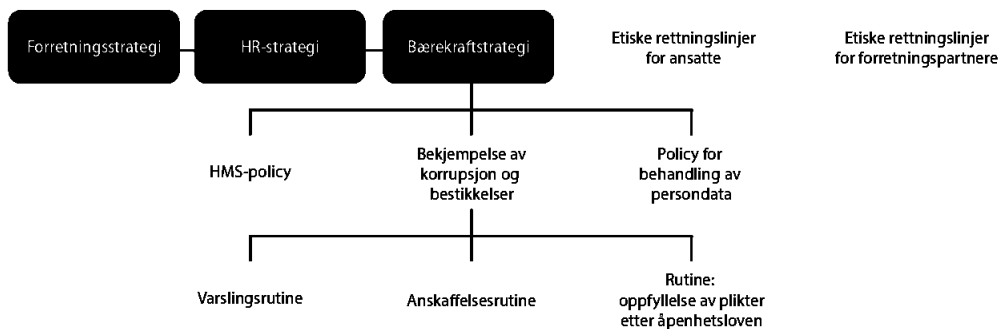 Forretningsstrategi
HR-strategi
Bærekraftstrategi
Etiske rettningslinjer
for ansatte
Etiske rettningslinjer
for forretningspartnere
HMS-policy
Bekjempelse av
korrupsjon og
bestikkelser
Policy for
behandling av
persondata
Varslingsrutine
Anskaffelsesrutine
Rutine:
oppfyllelse av plikter
etter åpenhetsloven